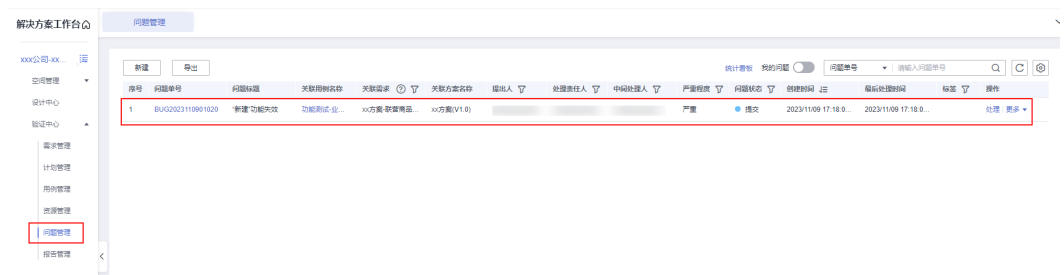 解决方案工作台
问题管理
xxx公司-xx...
空间管理
设计中心
验证中心
需求管理
计划管理
用例管理
资源管理
问题管理
报告管理
新建 导出 统计看板 我的问题 问题单号 请输入问题单号
序号 问题单号 问题标题 关联用例名称 关联需求 关联方案名称 提出人 处理责任人 中间处理人 严重程度 问题状态 创建时间 最后处理时间 标签 操作
1 BUG2023110901020 “新建”功能失效 功能测试-业... xx方案-联营商品... xx方案(V1.0) 严重 提交 2023/11/09 17:18:0... 2023/11/09 17:18:0... 处理 更多